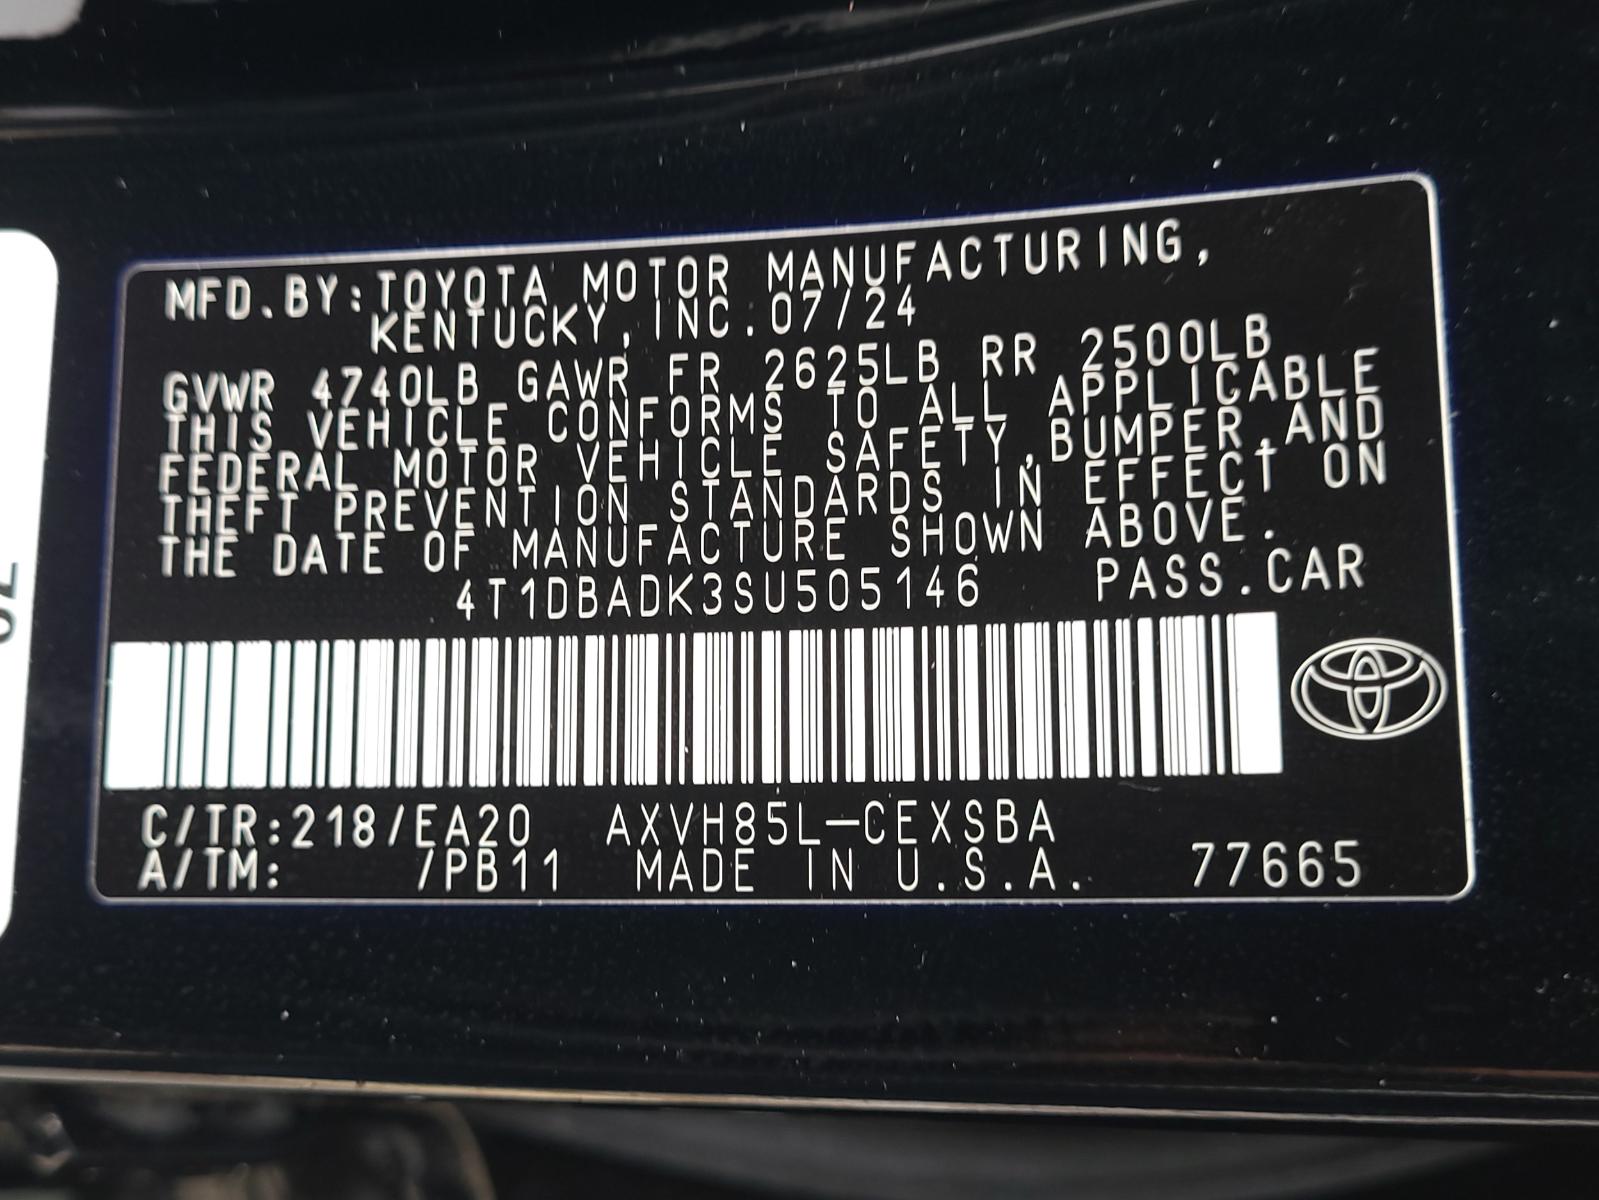 MFD.BY:TOYOTA MOTOR MANUFACTURING,
KENTUCKY, INC.07/24
GVWR 4740LB GAWR FR 2625LB RR 2500LB
THIS VEHICLE CONFORMS TO ALL APPLICABLE
FEDERAL MOTOR VEHICLE SAFETY,BUMPER,AND
THEFT PREVENTION STANDARDS IN EFFECT ON
THE DATE OF MANUFACTURE SHOWN ABOVE.
4T1DBADK3SU505146 PASS.CAR
C/TR:218/EA20 AXVH85L-CEXSBA
A/TM: /PB11 MADE IN U.S.A. 77665